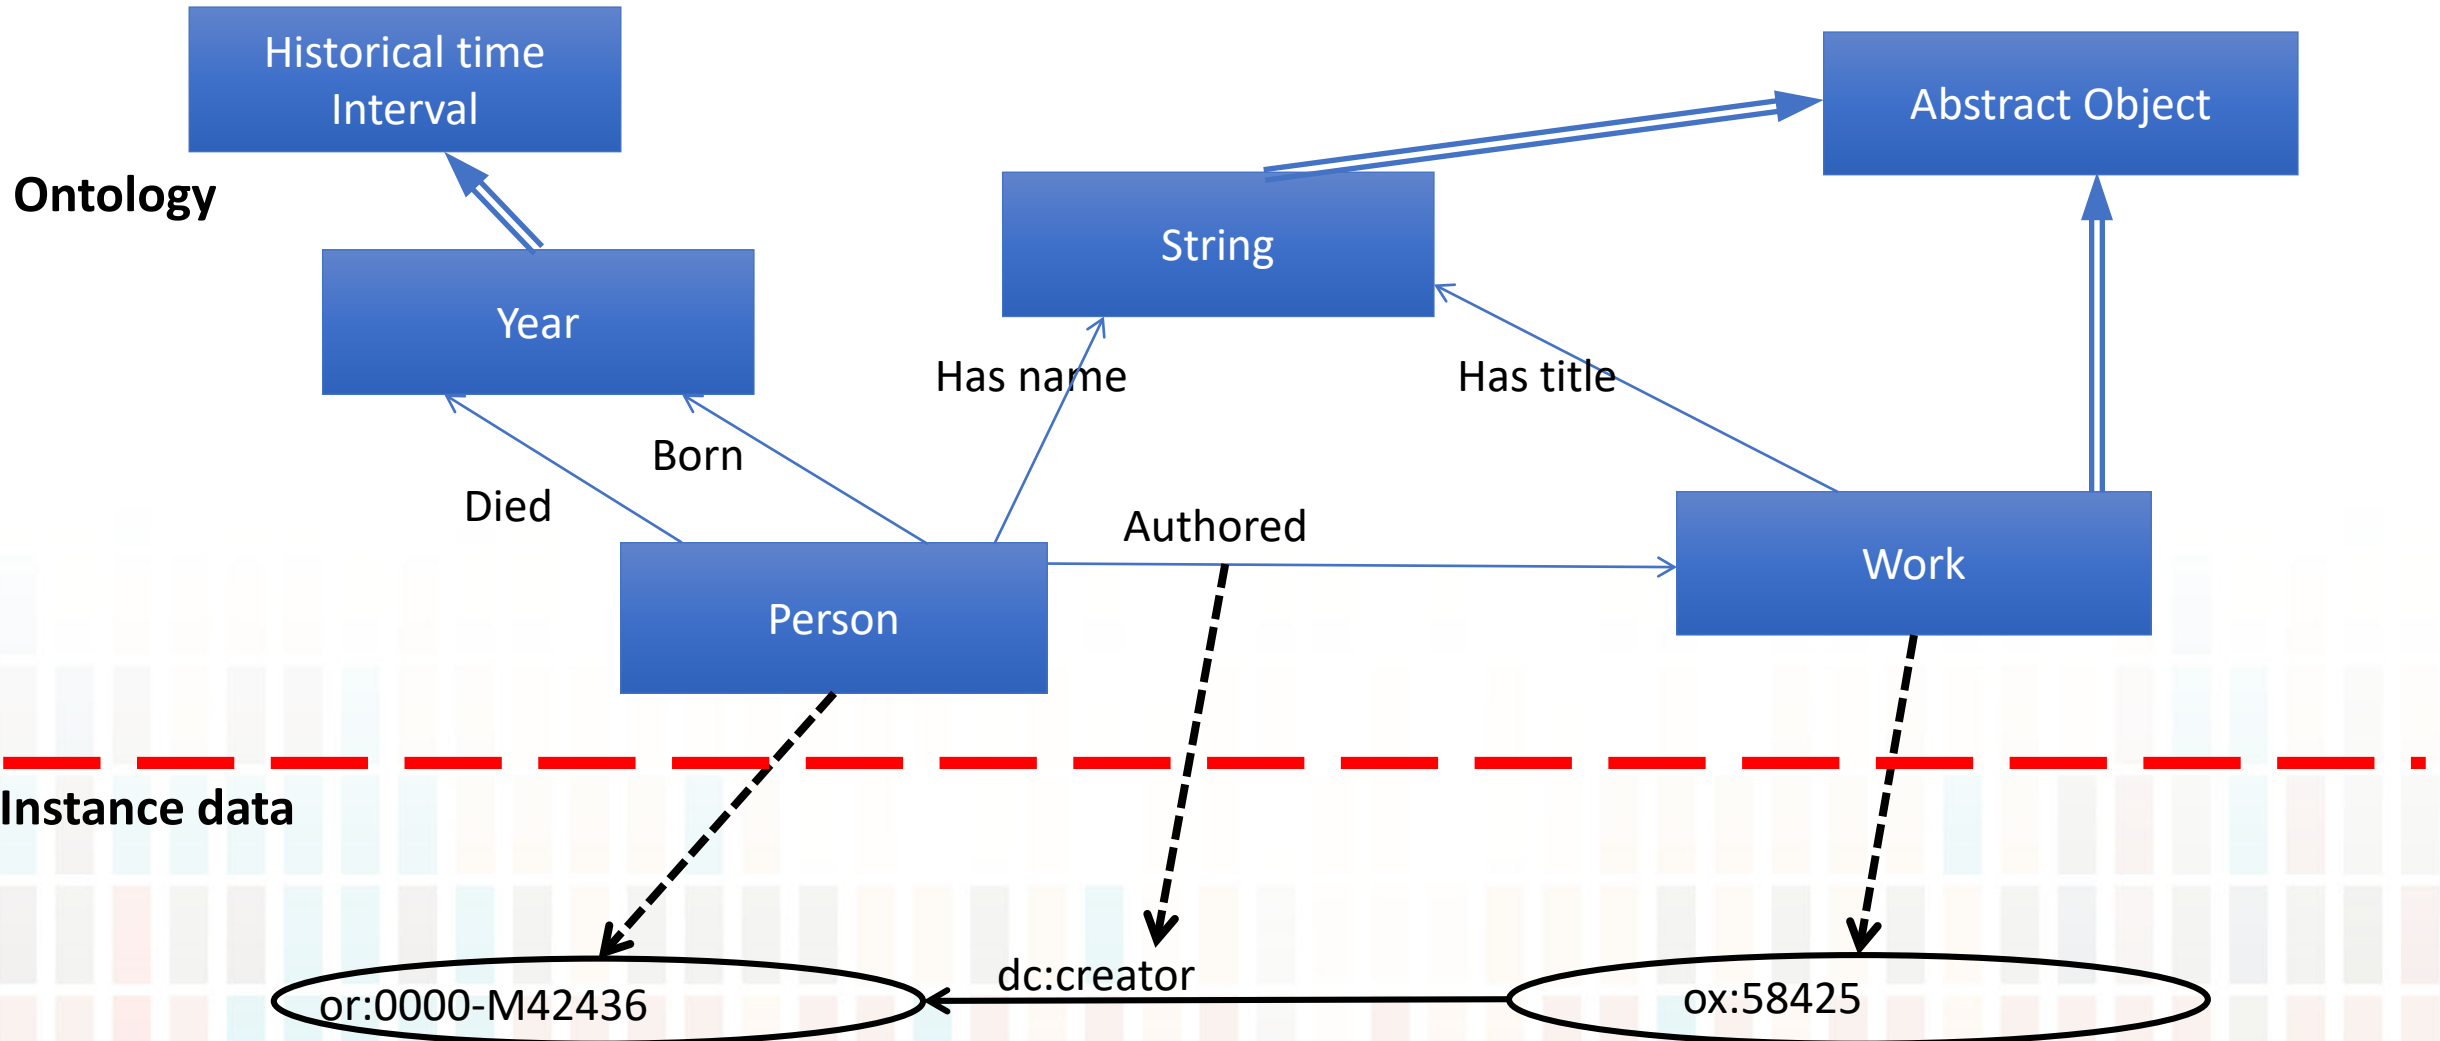 Historical time
Interval
Abstract Object
Ontology
String
Year
Has name
Has title
Born
Died
Authored
Work
Person
Instance data
dc:creator
or:0000-M42436
ox:58425